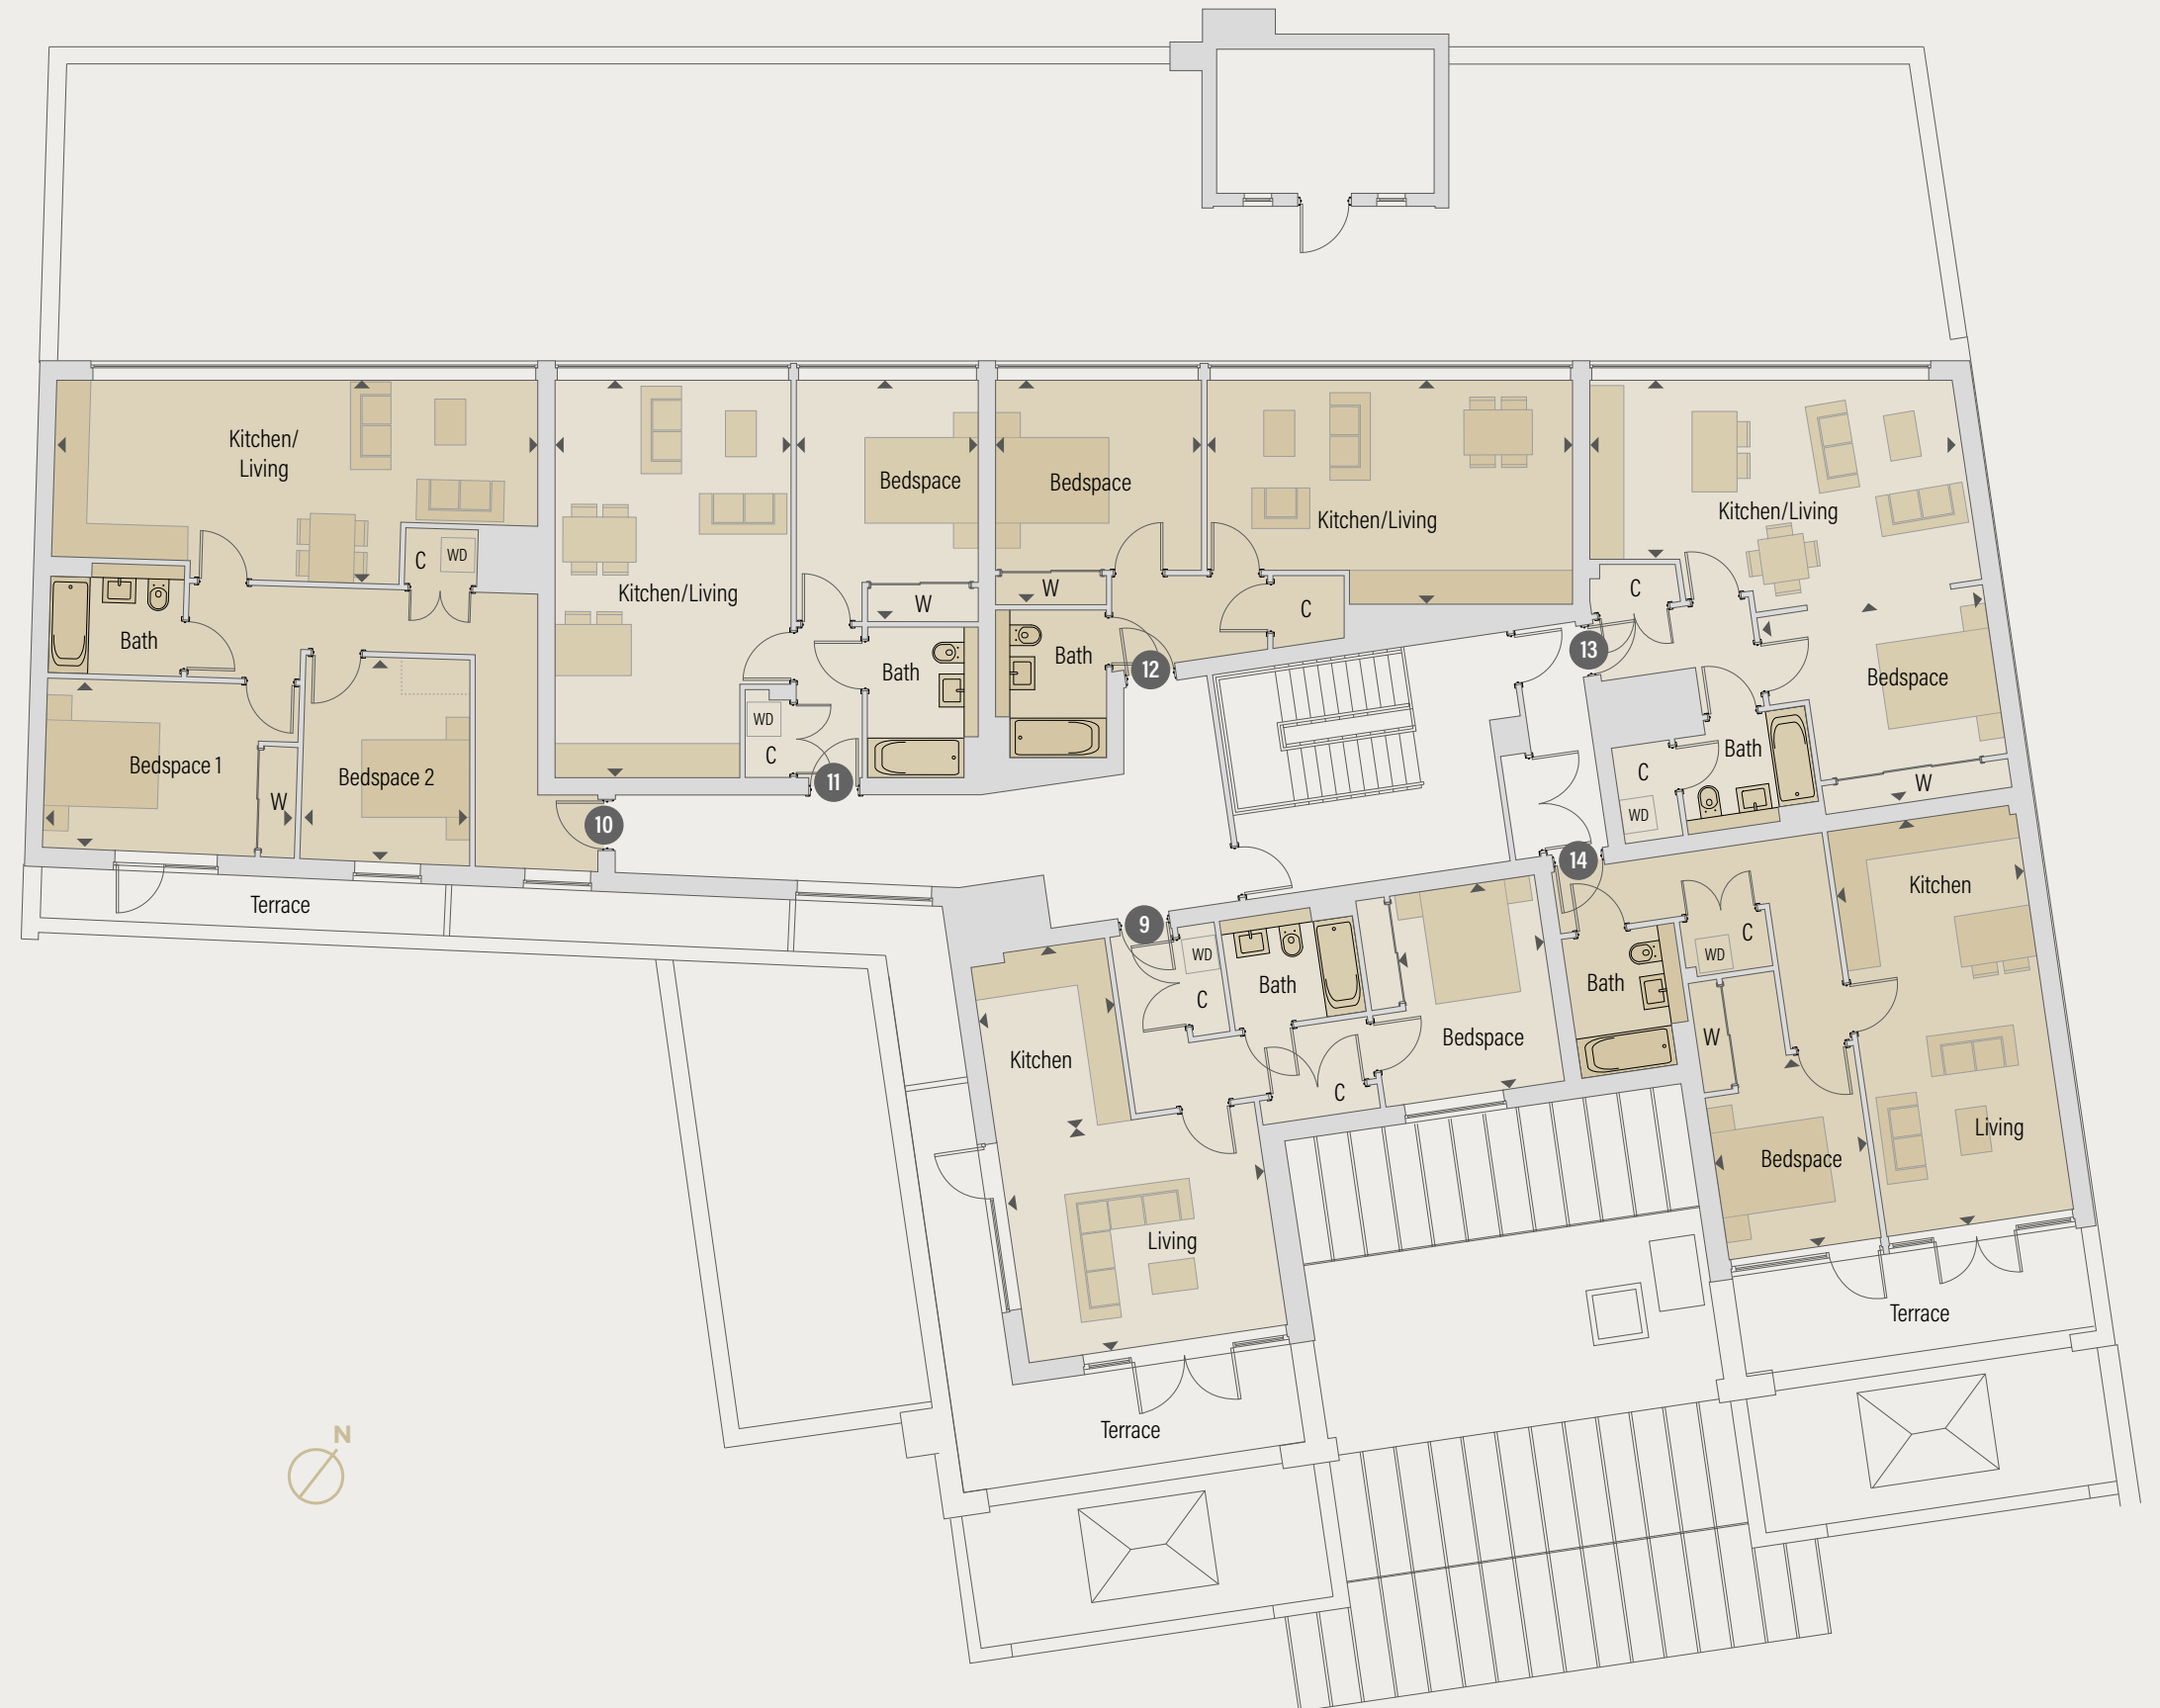 Kitchen/
Living
C
WD
Bath
Bedspace 1
W
Bedspace 2
10
Terrace
Kitchen/Living
Bedspace
W
Bath
WD
C
11
Bedspace
W
Bath
Kitchen/Living
C
12
Kitchen/Living
C
13
Bedspace
Bath
C
WD
W
14
Kitchen
Bath
C
WD
W
Bedspace
Living
Terrace
9
WD
C
Bath
Bedspace
C
Kitchen
Living
Terrace
N